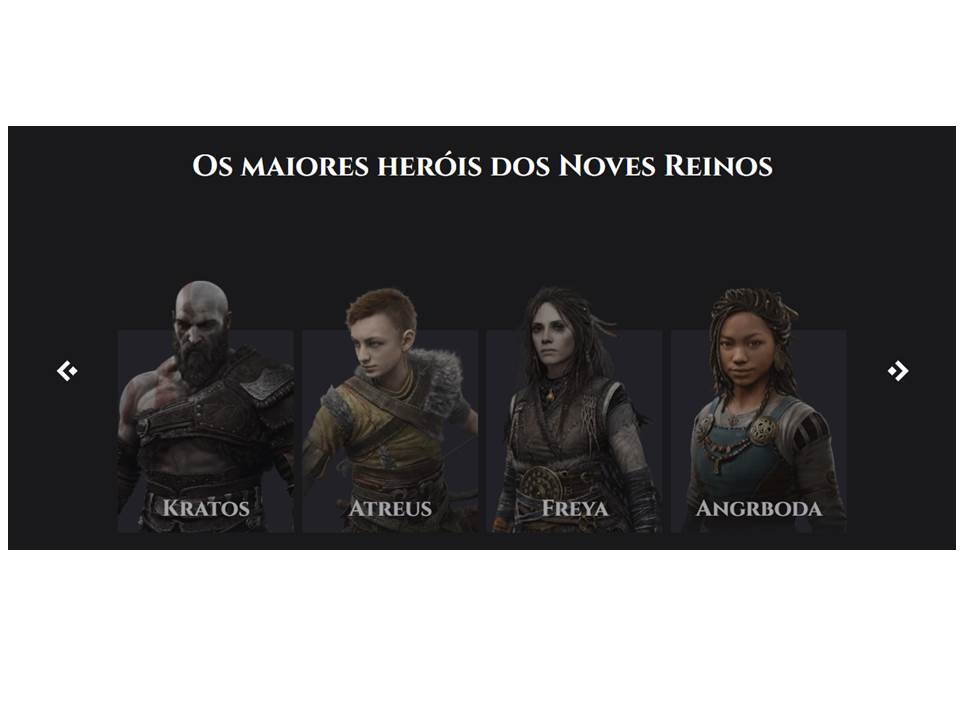 Os maiores heróis dos Noves Reinos
Kratos
Atreus
Freya
Angrboda